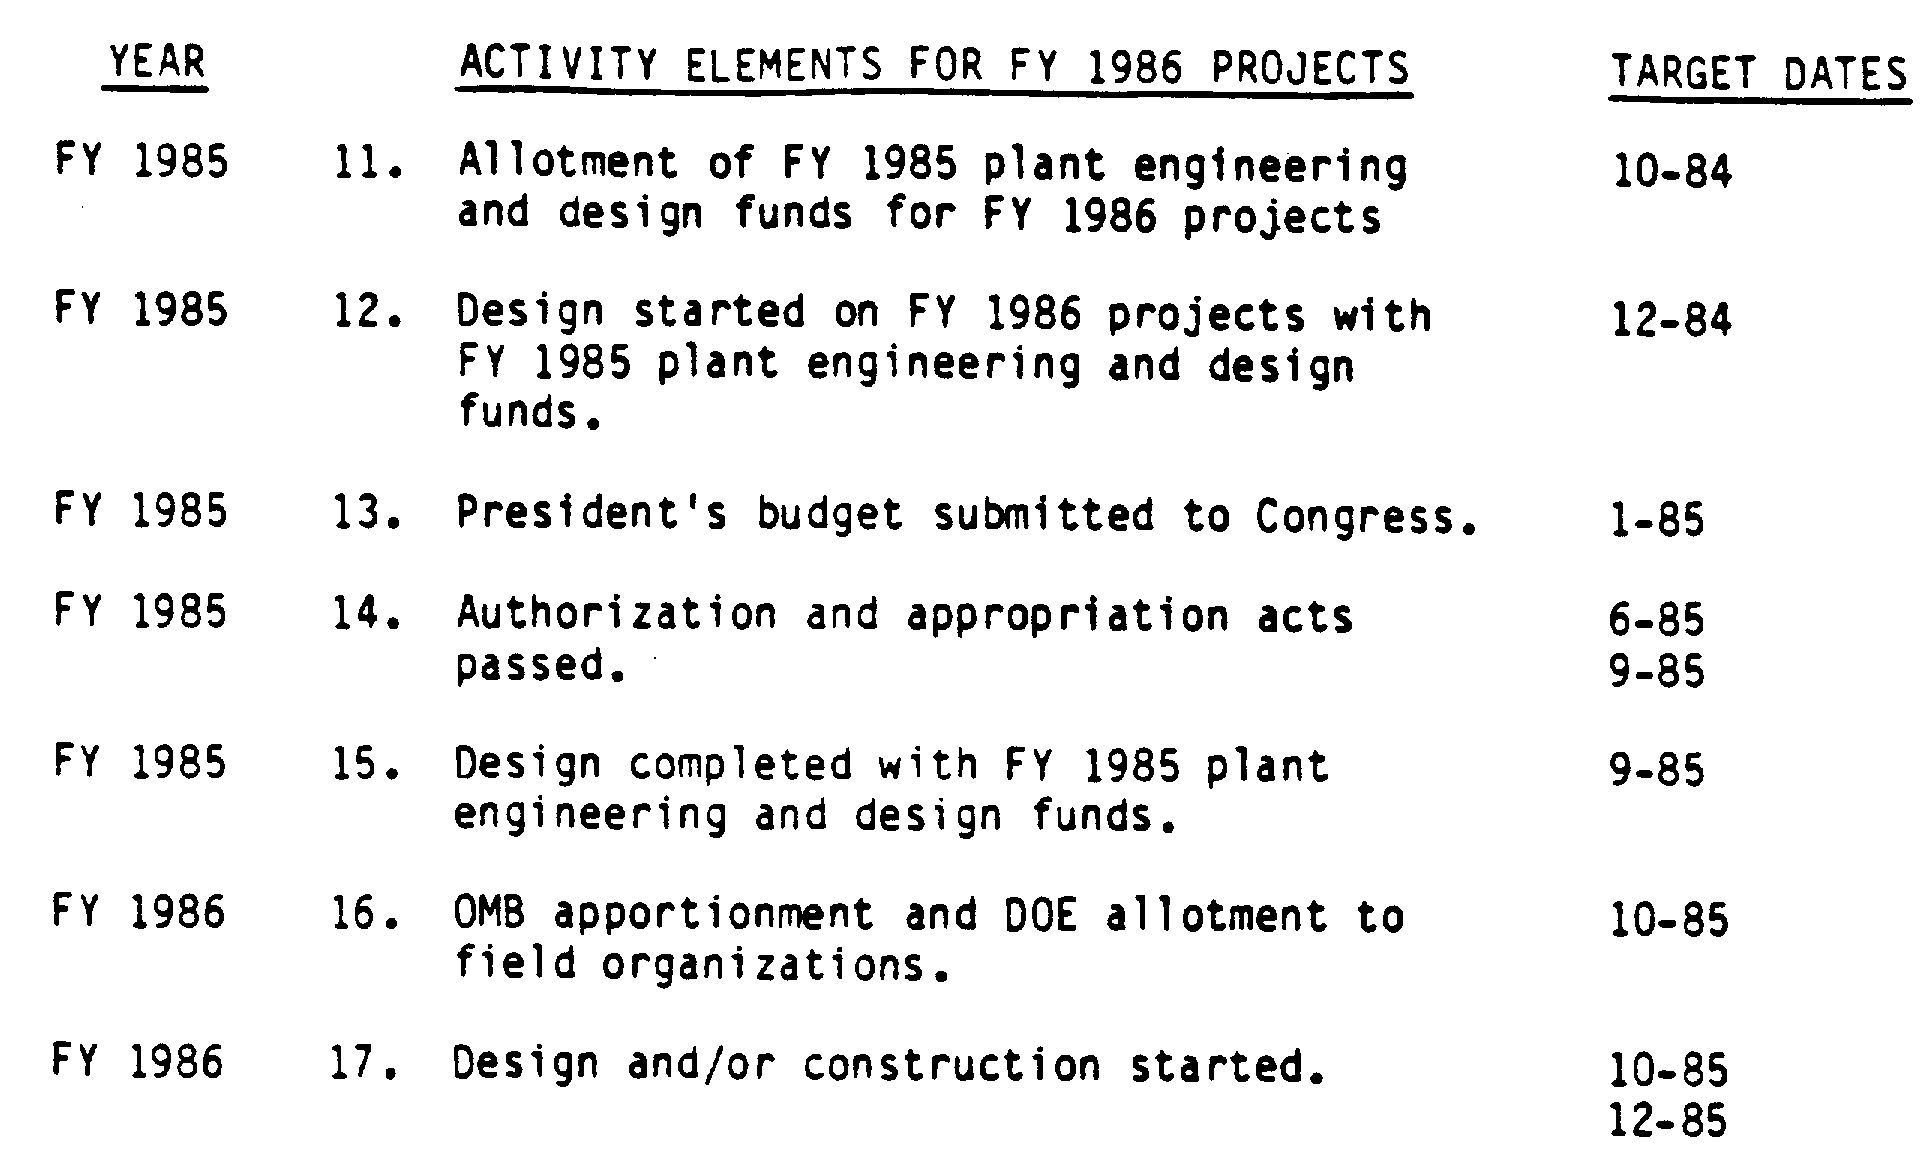 YEAR ACTIVITY ELEMENTS FOR FY 1986 PROJECTS TARGET DATES
FY 1985 11. Allotment of FY 1985 plant engineering 10-84
and design funds for FY 1986 projects
FY 1985 12. Design started on FY 1986 projects with 12-84
FY 1985 plant engineering and design
funds.
FY 1985 13. President's budget submitted to Congress. 1-85
FY 1985 14. Authorization and appropriation acts 6-85
passed. 9-85
FY 1985 15. Design completed with FY 1985 plant 9-85
engineering and design funds.
FY 1986 16. OMB apportionment and DOE allotment to 10-85
field organizations.
FY 1986 17. Design and/or construction started. 10-85
12-85